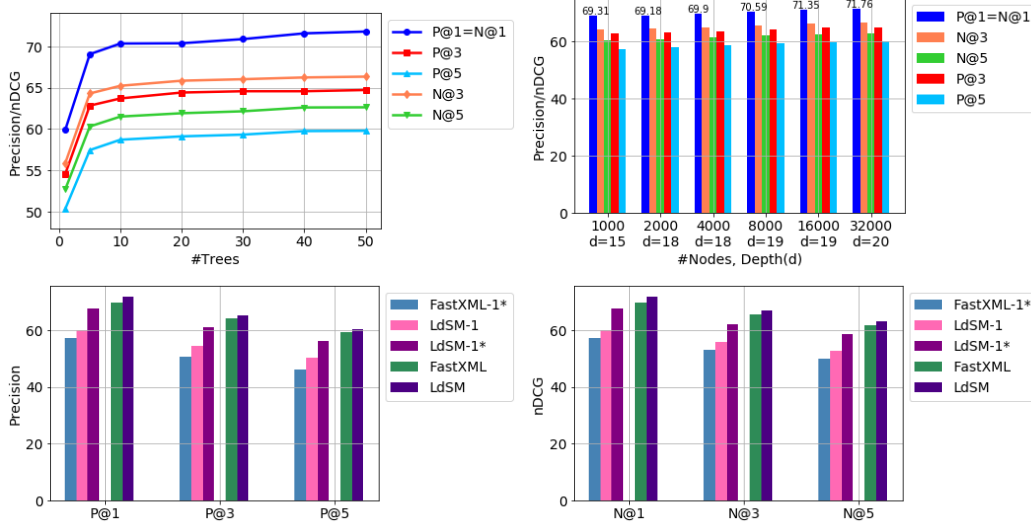 Precision/nDCG
70
65
60
55
50
0
10
20
30
40
50
#Trees
P@1=N@1
P@3
P@5
N@3
N@5
Precision/nDCG
60
40
20
0
69.31
69.18
69.9
70.59
71.35
71.76
1000 2000 4000 8000 16000 32000
d=15 d=18 d=18 d=19 d=19 d=20
#Nodes, Depth(d)
P@1=N@1
N@3
N@5
P@3
P@5
Precision
60
40
20
0
P@1 P@3 P@5
FastXML-1*
LdSM-1
LdSM-1*
FastXML
LdSM
nDCG
60
40
20
0
N@1 N@3 N@5
FastXML-1*
LdSM-1
LdSM-1*
FastXML
LdSM